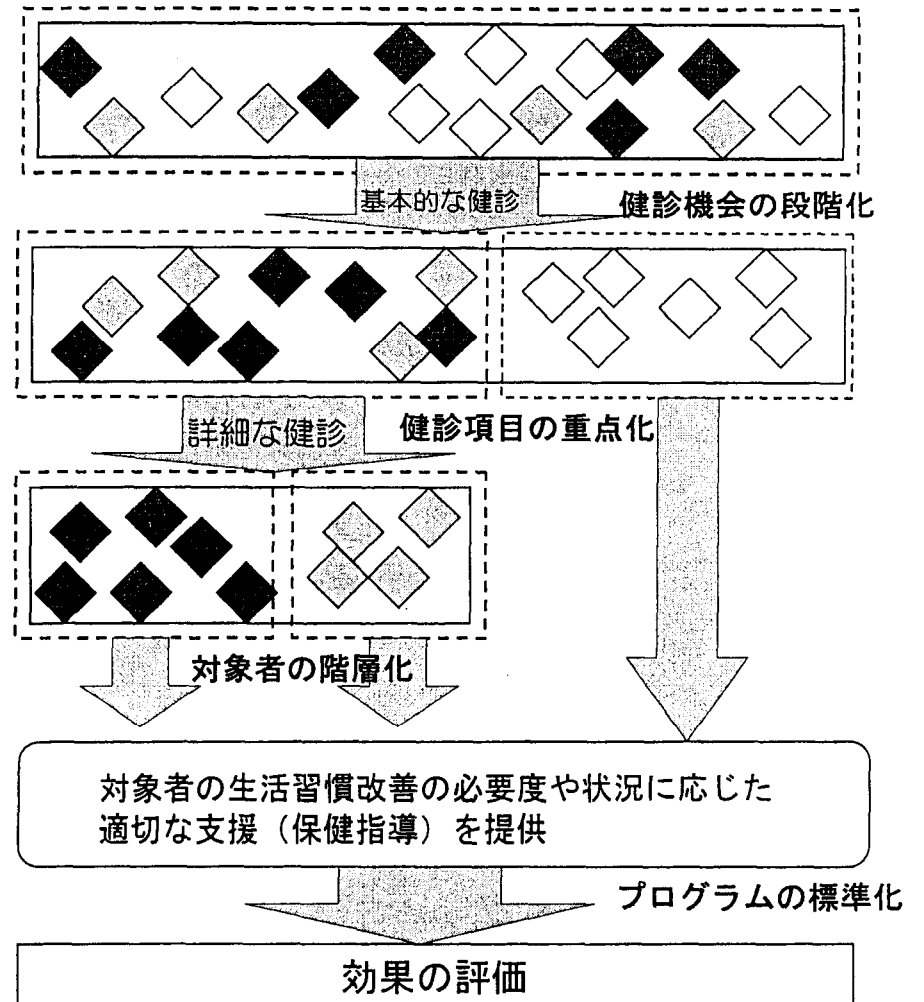 基本的な健診
健診機会の段階化
詳細な健診
健診項目の重点化
対象者の階層化
対象者の生活習慣改善の必要度や状況に応じた
適切な支援（保健指導）を提供
プログラムの標準化
効果の評価